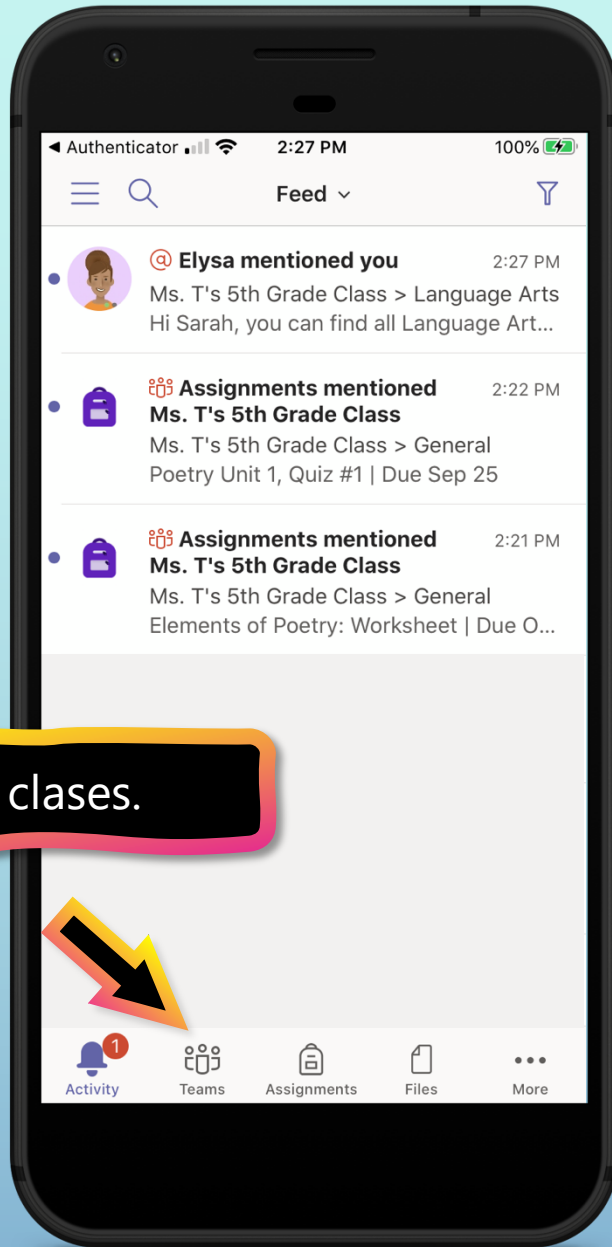 ◄ Authenticator 2:27 PM 100%
Feed
@ Elysa mentioned you 2:27 PM
Ms. T's 5th Grade Class > Language Arts
Hi Sarah, you can find all Language Art...
Assignments mentioned 2:22 PM
Ms. T's 5th Grade Class
Ms. T's 5th Grade Class > General
Poetry Unit 1, Quiz #1 | Due Sep 25
Assignments mentioned 2:21 PM
Ms. T's 5th Grade Class
Ms. T's 5th Grade Class > General
Elements of Poetry: Worksheet | Due O...
clases.
1
Activity Teams Assignments Files More